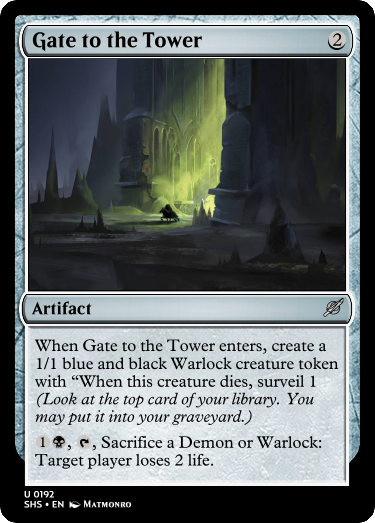 Gate to the Tower 2
Artifact
When Gate to the Tower enters, create a
1/1 blue and black Warlock creature token
with “When this creature dies, surveil 1
(Look at the top card of your library. You
may put it into your graveyard.)
1 , , Sacrifice a Demon or Warlock:
Target player loses 2 life.
U 0192
SHS • EN Matmonro